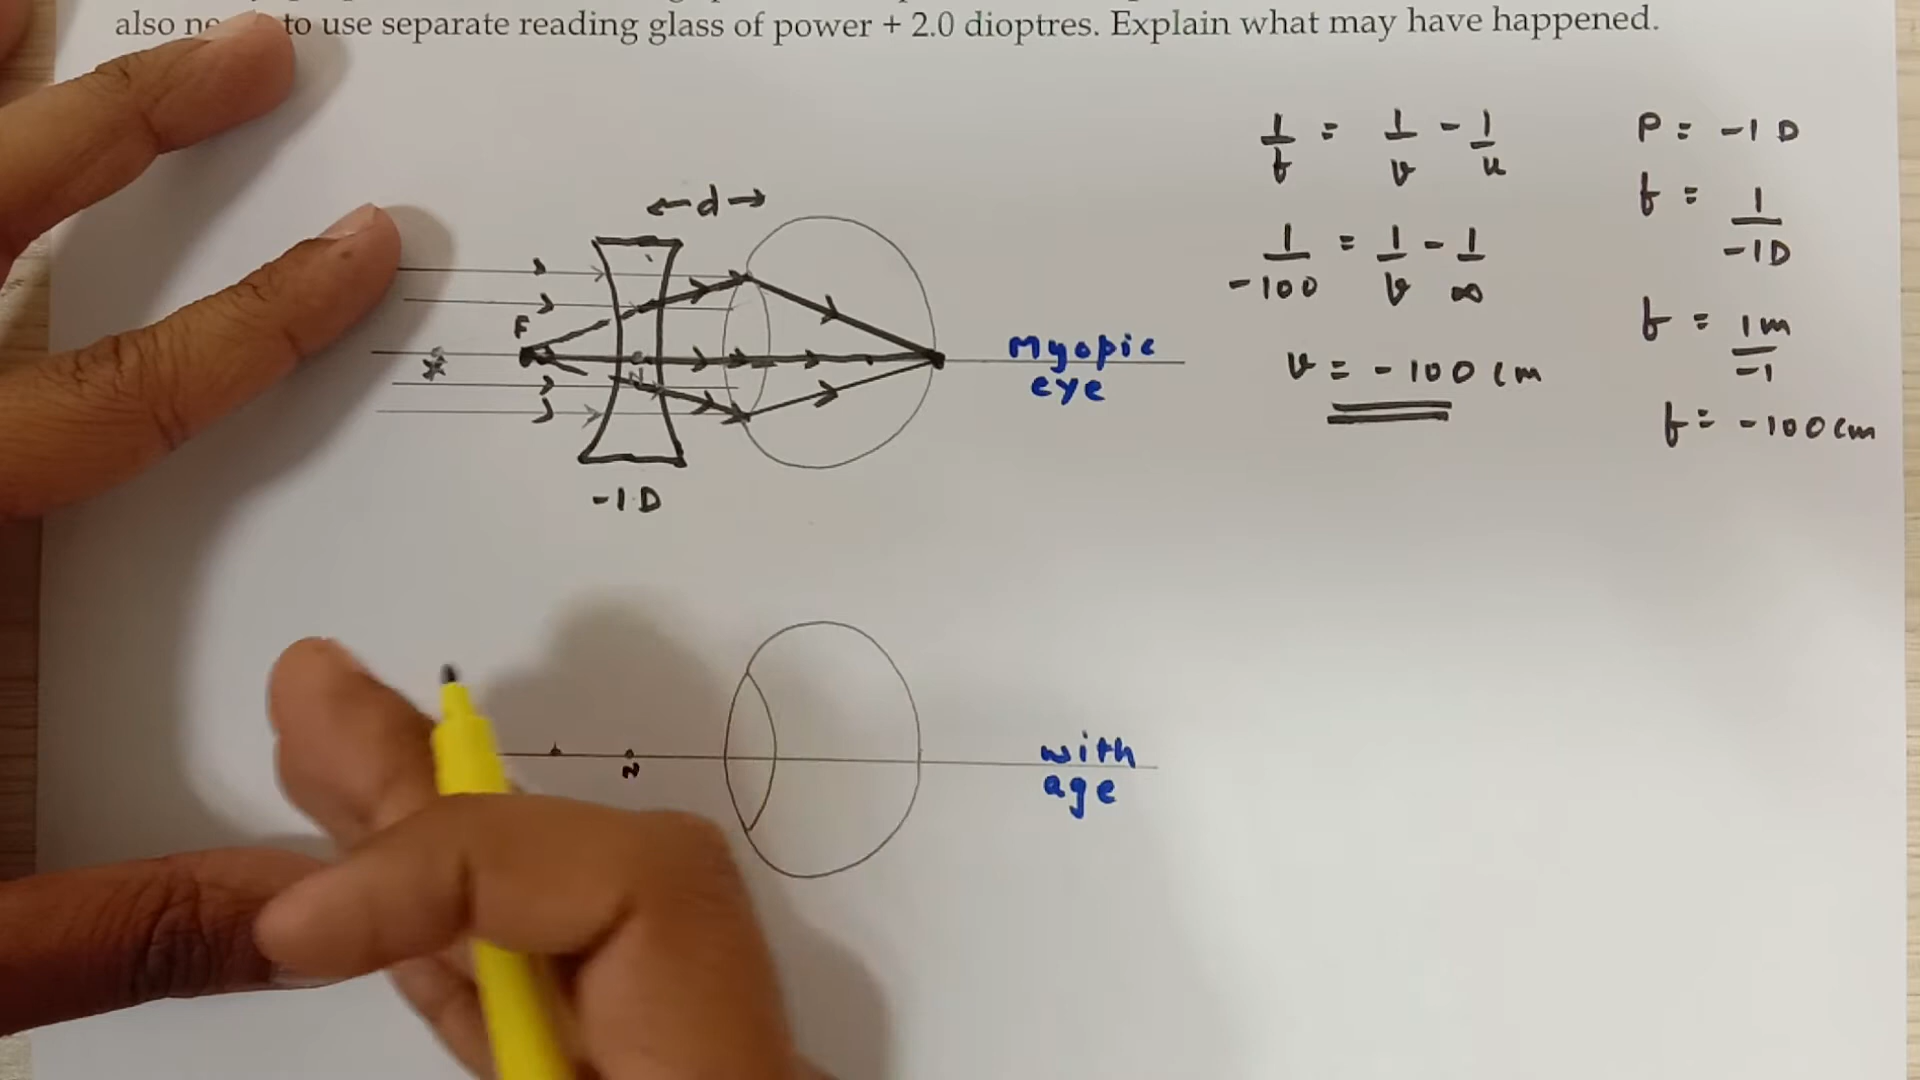 also to use separate reading glass of power + 2.0 dioptres. Explain what may have happened.
1/f = 1/v - 1/u
P = -1 D
←d→
f = 1/-1D
1/-100 = 1/v - 1/∞
F
f = 1m/-1
Myopic
eye
v = -100 cm
f = -100 cm
-1 D
N
with
age